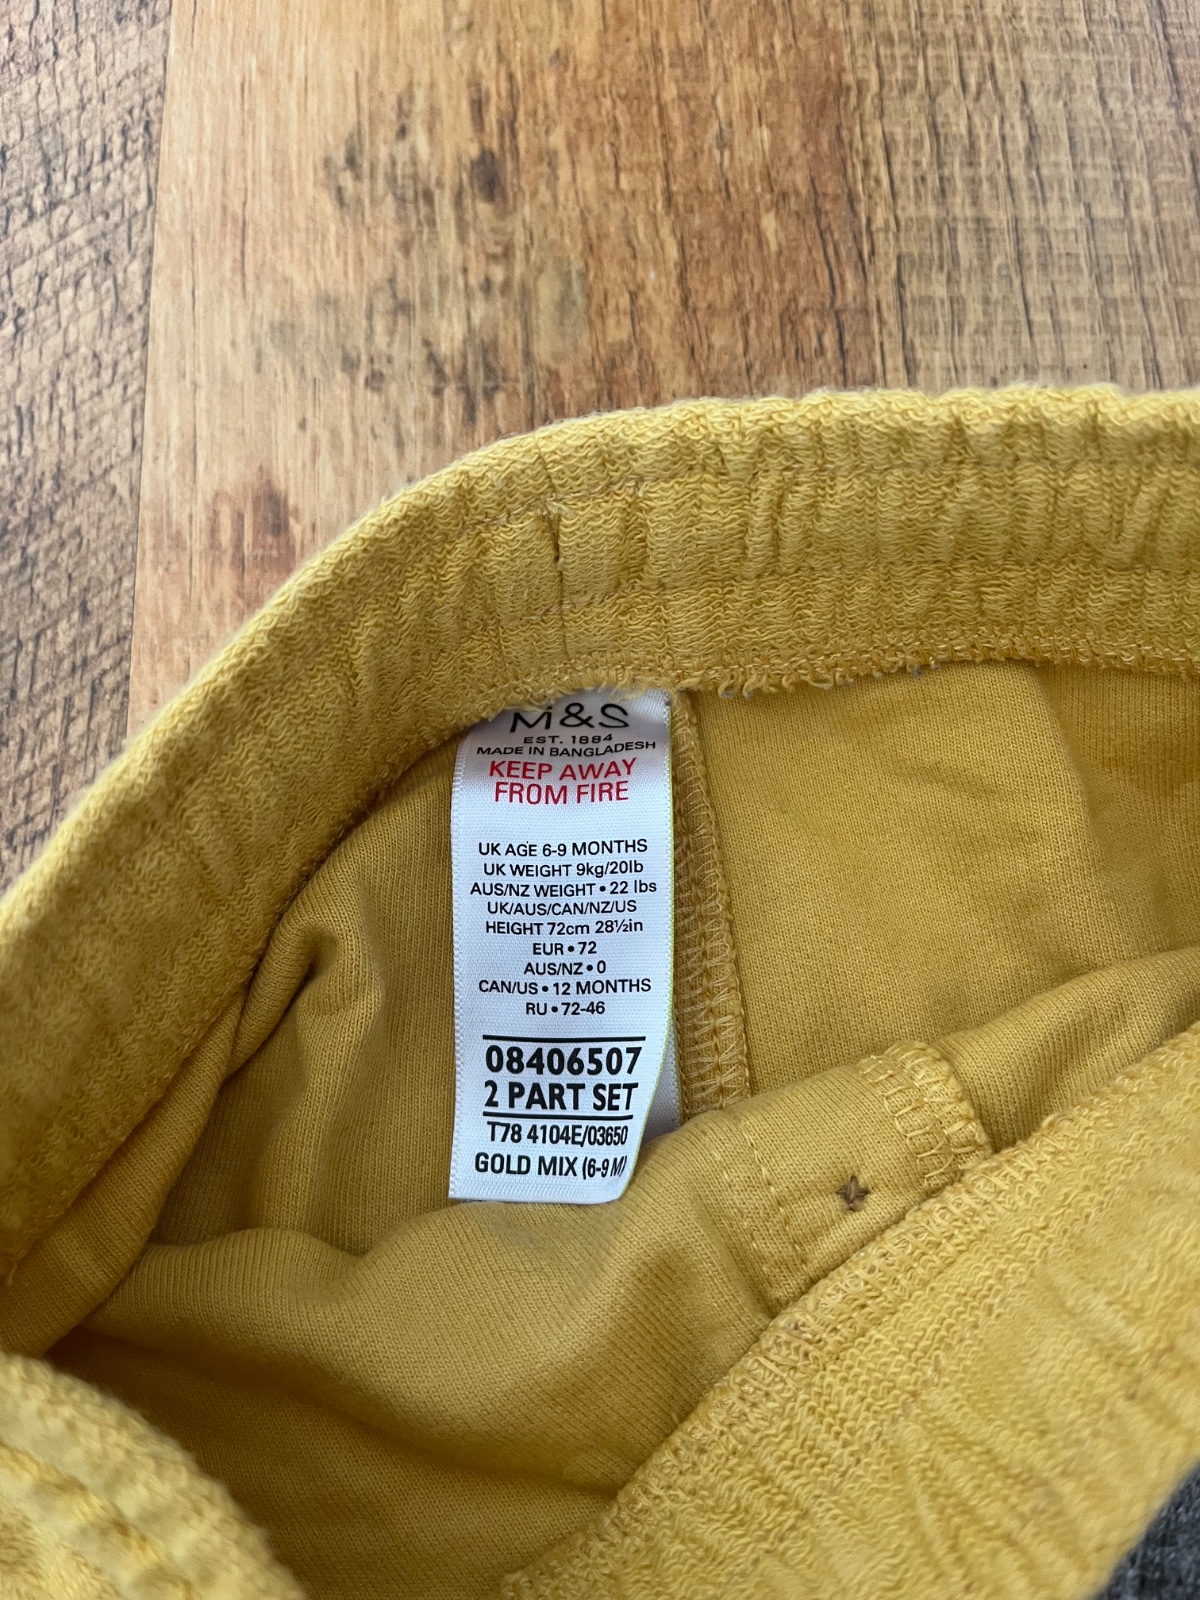 M&S
EST. 1884
MADE IN BANGLADESH
KEEP AWAY
FROM FIRE
UK AGE 6-9 MONTHS
UK WEIGHT 9kg/20lb
AUS/NZ WEIGHT • 22 lbs
UK/AUS/CAN/NZ/US
HEIGHT 72cm 28½in
EUR • 72
AUS/NZ • 0
CAN/US • 12 MONTHS
RU • 72-46
08406507
2 PART SET
T78 4104E/03650
GOLD MIX (6-9 M)